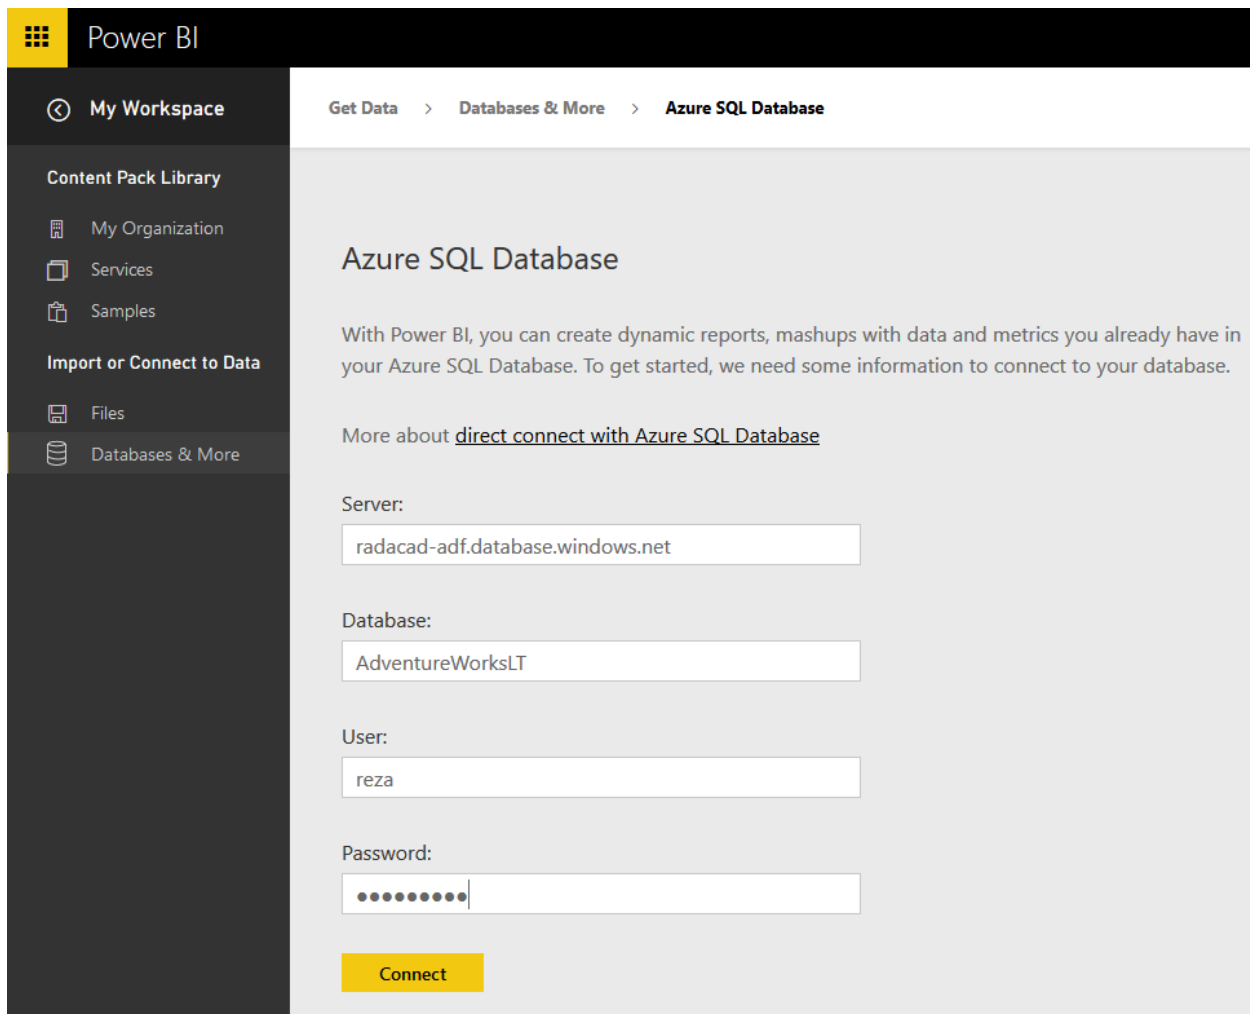 Power BI
My Workspace
Get Data > Databases & More > Azure SQL Database
Content Pack Library
My Organization
Services
Samples
Import or Connect to Data
Files
Databases & More
Azure SQL Database
With Power BI, you can create dynamic reports, mashups with data and metrics you already have in
your Azure SQL Database. To get started, we need some information to connect to your database.
More about direct connect with Azure SQL Database
Server:
radacad-adf.database.windows.net
Database:
AdventureWorksLT
User:
reza
Password:
●●●●●●●●●
Connect